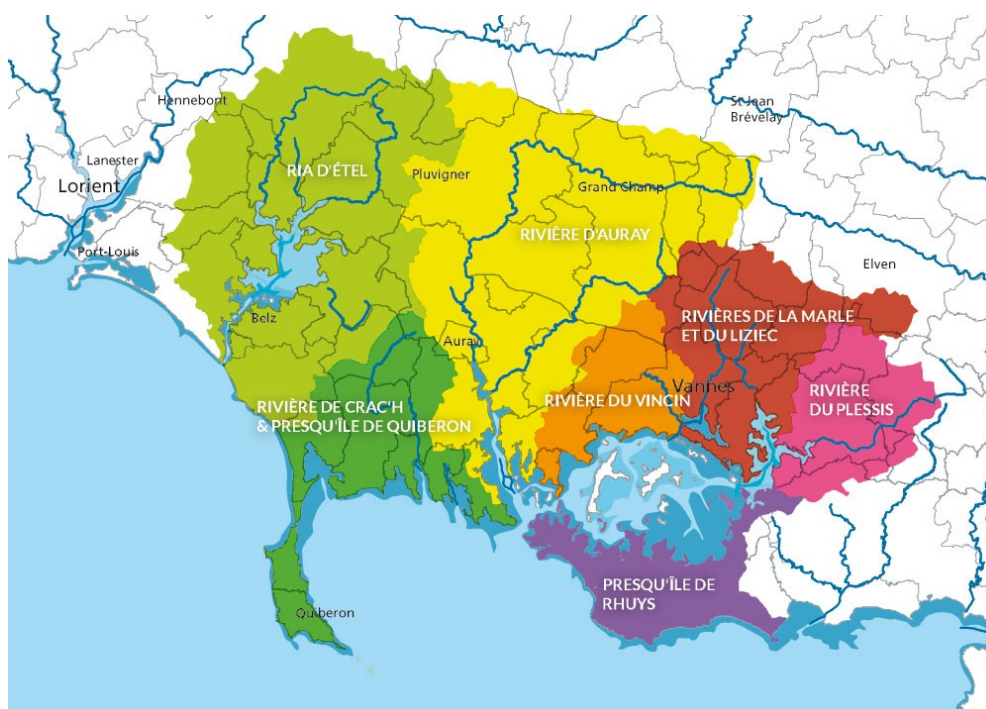 Hennebont
St Jean
Brévelay
Lanester
Lorient
RIA D'ÉTEL
Pluvigner
Grand Champ
RIVIÈRE D'AURAY
Port-Louis
Elven
Belz
Auray
RIVIÈRES DE LA MARLE
ET DU LIZIEC
Vannes
RIVIÈRE
DU PLESSIS
RIVIÈRE DE CRAC'H
& PRESQU'ÎLE DE QUIBERON
RIVIÈRE DU VINCIN
PRESQU'ÎLE DE
RHUYS
Quiberon